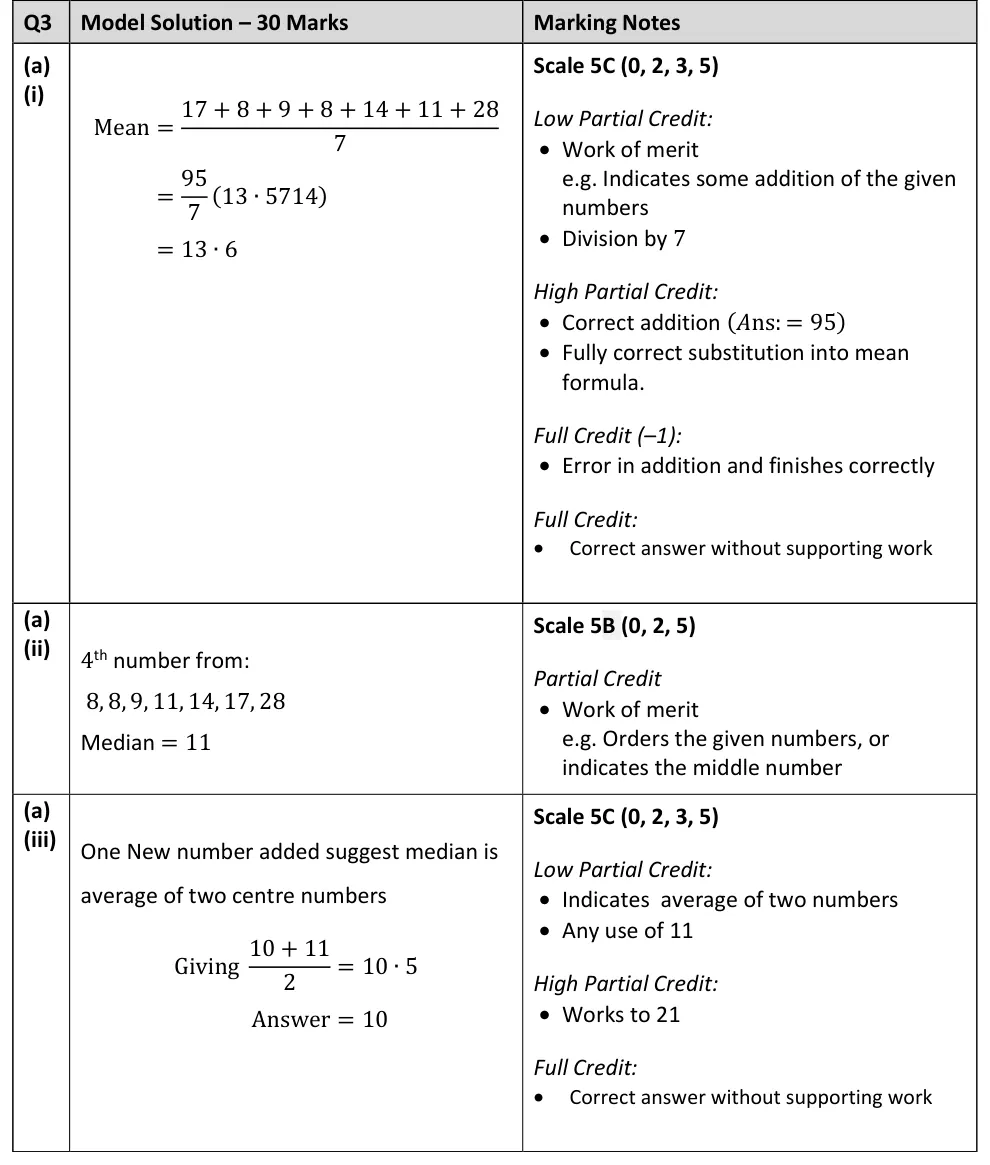 Q3 Model Solution – 30 Marks Marking Notes
(a)
(i)
Mean = (17 + 8 + 9 + 8 + 14 + 11 + 28)/7
= 95/7 (13 · 5714)
= 13 · 6
Scale 5C (0, 2, 3, 5)
Low Partial Credit:
• Work of merit
e.g. Indicates some addition of the given
numbers
• Division by 7
High Partial Credit:
• Correct addition (Ans: = 95)
• Fully correct substitution into mean
formula.
Full Credit (–1):
• Error in addition and finishes correctly
Full Credit:
• Correct answer without supporting work
(a)
(ii)
4th number from:
8, 8, 9, 11, 14, 17, 28
Median = 11
Scale 5B (0, 2, 5)
Partial Credit
• Work of merit
e.g. Orders the given numbers, or
indicates the middle number
(a)
(iii)
One New number added suggest median is
average of two centre numbers
Giving (10 + 11)/2 = 10 · 5
Answer = 10
Scale 5C (0, 2, 3, 5)
Low Partial Credit:
• Indicates average of two numbers
• Any use of 11
High Partial Credit:
• Works to 21
Full Credit:
• Correct answer without supporting work